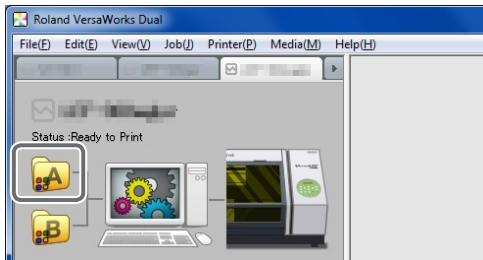 Roland VersaWorks Dual
File(F) Edit(E) View(V) Job(J) Printer(P) Media(M) Help(H)
Status :Ready to Print
A
B